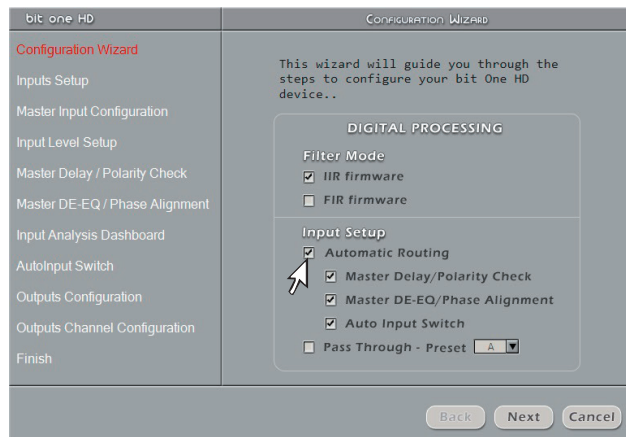 bit one HD
Configuration Wizard
Configuration Wizard
Inputs Setup
Master Input Configuration
Input Level Setup
Master Delay / Polarity Check
Master DE-EQ / Phase Alignment
Input Analysis Dashboard
AutoInput Switch
Outputs Configuration
Outputs Channel Configuration
Finish
This wizard will guide you through the
steps to configure your bit One HD
device..
DIGITAL PROCESSING
Filter Mode
IIR firmware
FIR firmware
Input Setup
Automatic Routing
Master Delay/Polarity Check
Master DE-EQ/Phase Alignment
Auto Input Switch
Pass Through - Preset A
Back Next Cancel